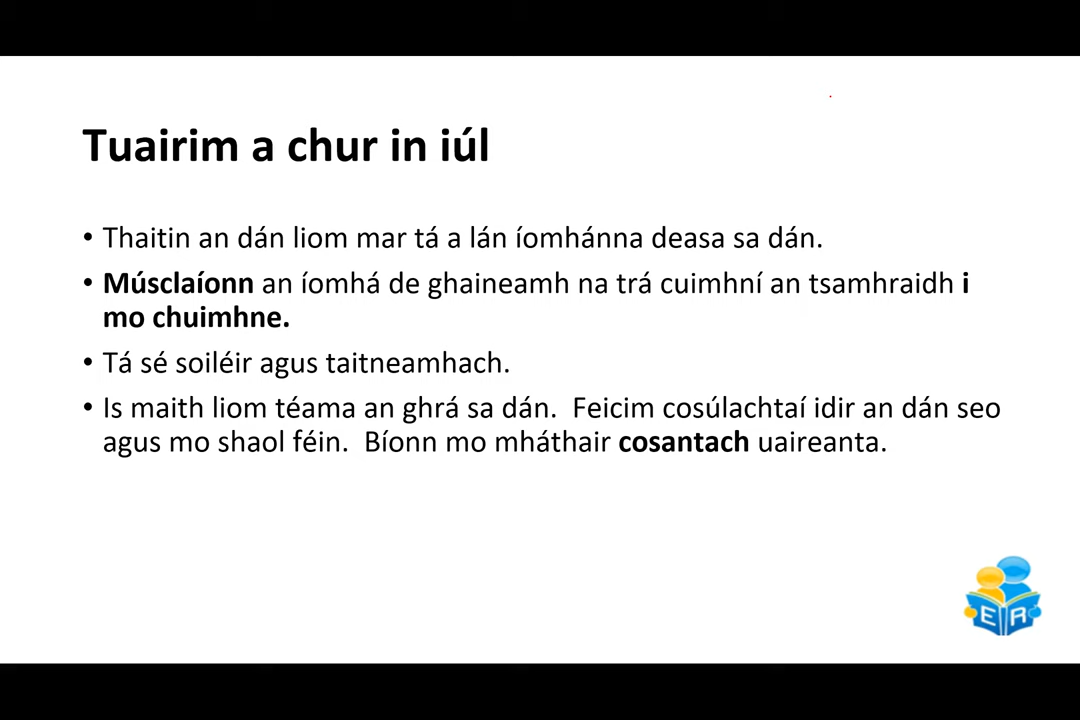 Tuairim a chur in iúl
• Thaitin an dán liom mar tá a lán íomhánna deasa sa dán.
• Músclaíonn an íomhá de ghaineamh na trá cuimhní an tsamhraidh i
mo chuimhne.
• Tá sé soiléir agus taitneamhach.
• Is maith liom téama an ghrá sa dán.  Feicim cosúlachtaí idir an dán seo
agus mo shaol féin.  Bíonn mo mháthair cosantach uaireanta.
E R